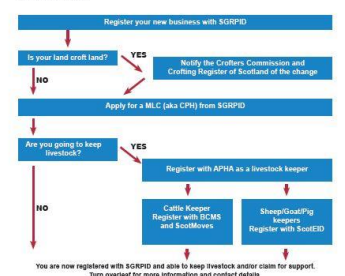 Register your new business with SGRPID
Is your land croft land?
YES
Notify the Crofters Commission and
Crofting Register of Scotland of the change
NO
Apply for a MLC (aka CPH) from SGRPID
Are you going to keep
livestock?
YES
Register with APHA as a livestock keeper
NO
Cattle Keeper
Register with BCMS
and ScotMoves
Sheep/Goat/Pig
keepers
Register with ScotEID
You are now registered with SGRPID and able to keep livestock and/or claim for support.
Turn overleaf for more information and contact details